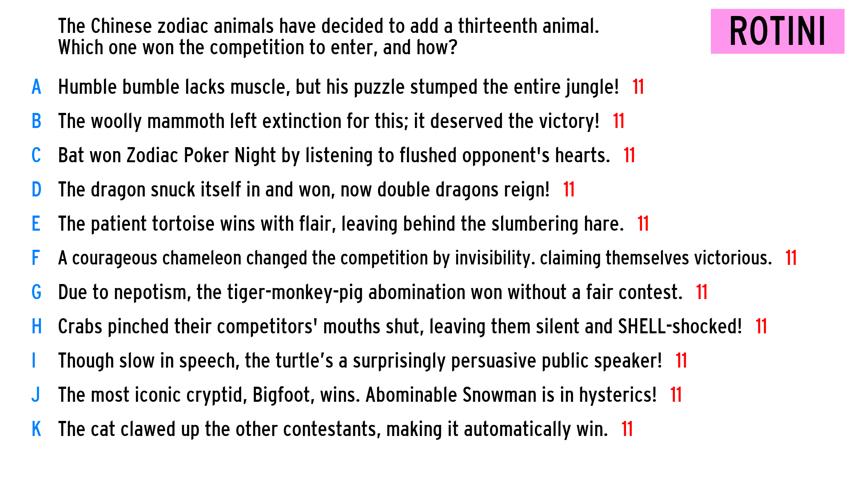 The Chinese zodiac animals have decided to add a thirteenth animal.
Which one won the competition to enter, and how?
ROTINI
A Humble bumble lacks muscle, but his puzzle stumped the entire jungle! 11
B The woolly mammoth left extinction for this; it deserved the victory! 11
C Bat won Zodiac Poker Night by listening to flushed opponent's hearts. 11
D The dragon snuck itself in and won, now double dragons reign! 11
E The patient tortoise wins with flair, leaving behind the slumbering hare. 11
F A courageous chameleon changed the competition by invisibility. claiming themselves victorious. 11
G Due to nepotism, the tiger-monkey-pig abomination won without a fair contest. 11
H Crabs pinched their competitors' mouths shut, leaving them silent and SHELL-shocked! 11
I Though slow in speech, the turtle’s a surprisingly persuasive public speaker! 11
J The most iconic cryptid, Bigfoot, wins. Abominable Snowman is in hysterics! 11
K The cat clawed up the other contestants, making it automatically win. 11